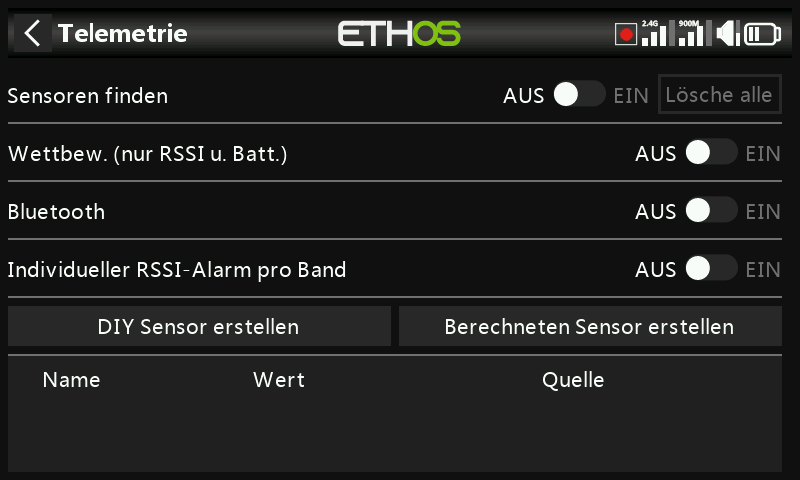 Telemetrie
ETHOS
2.4G 900M
Sensoren finden AUS EIN Lösche alle
Wettbew. (nur RSSI u. Batt.) AUS EIN
Bluetooth AUS EIN
Individueller RSSI-Alarm pro Band AUS EIN
DIY Sensor erstellen Berechneten Sensor erstellen
Name Wert Quelle